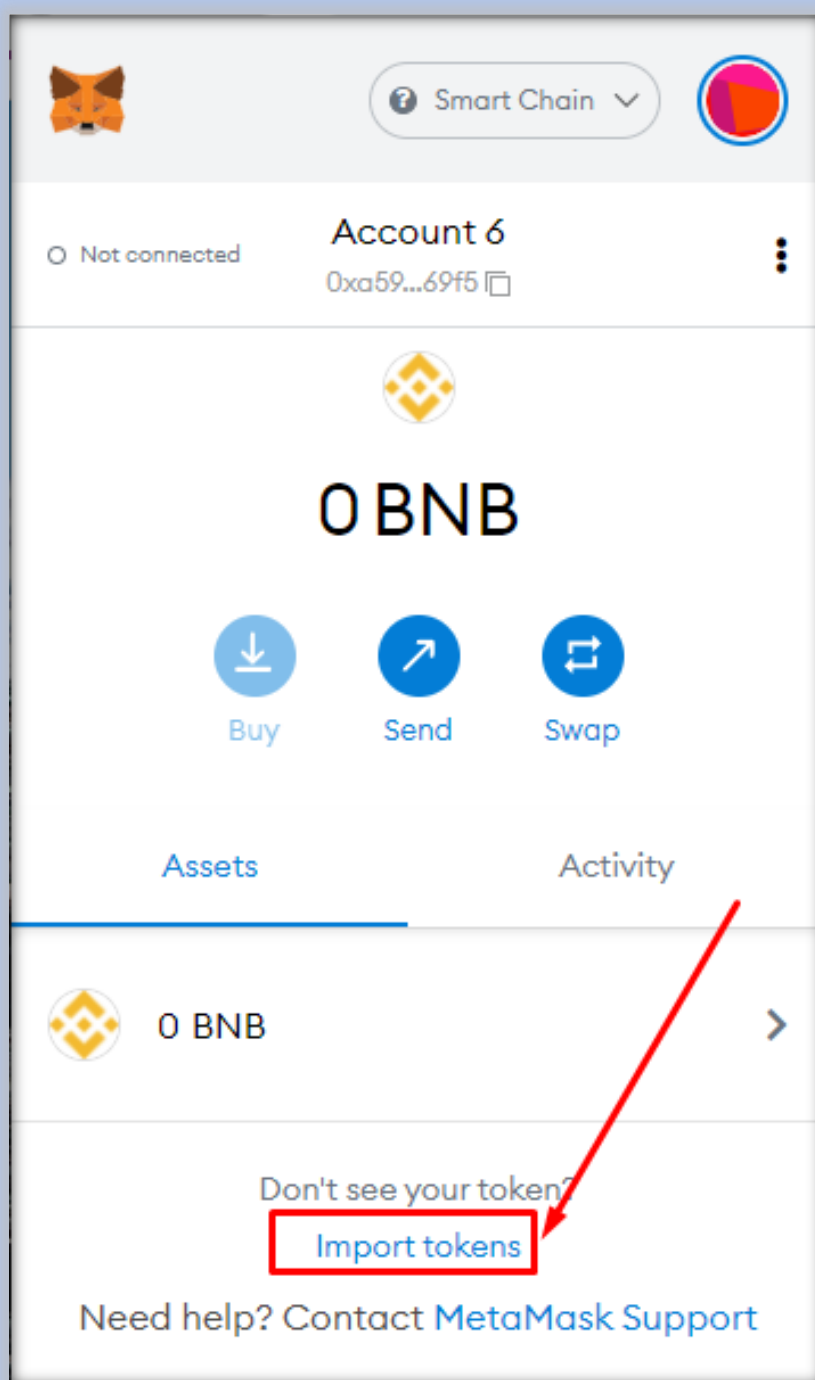 Smart Chain
Account 6
Not connected
0xa59...69f5
0 BNB
Buy
Send
Swap
Assets
Activity
0 BNB
Don't see your token?
Import tokens
Need help? Contact MetaMask Support